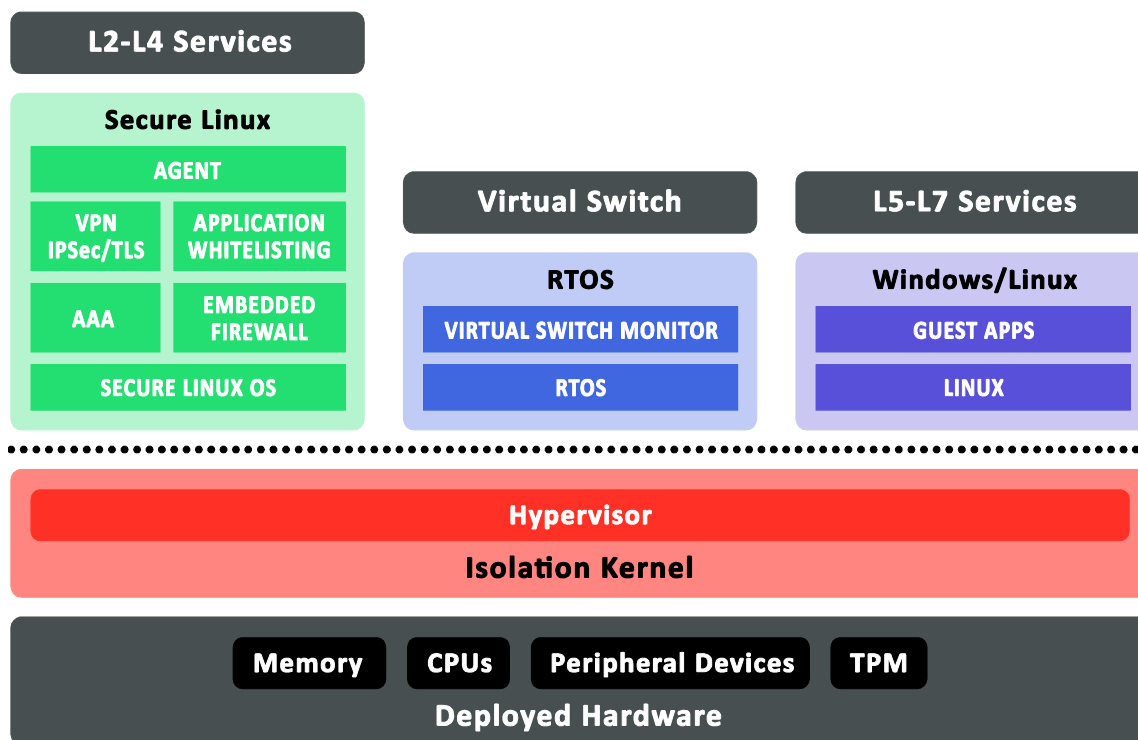 L2-L4 Services
Secure Linux
AGENT
VPN
IPSec/TLS
APPLICATION
WHITELISTING
AAA
EMBEDDED
FIREWALL
SECURE LINUX OS
Virtual Switch
RTOS
VIRTUAL SWITCH MONITOR
RTOS
L5-L7 Services
Windows/Linux
GUEST APPS
LINUX
Hypervisor
Isolation Kernel
Memory
CPUs
Peripheral Devices
TPM
Deployed Hardware